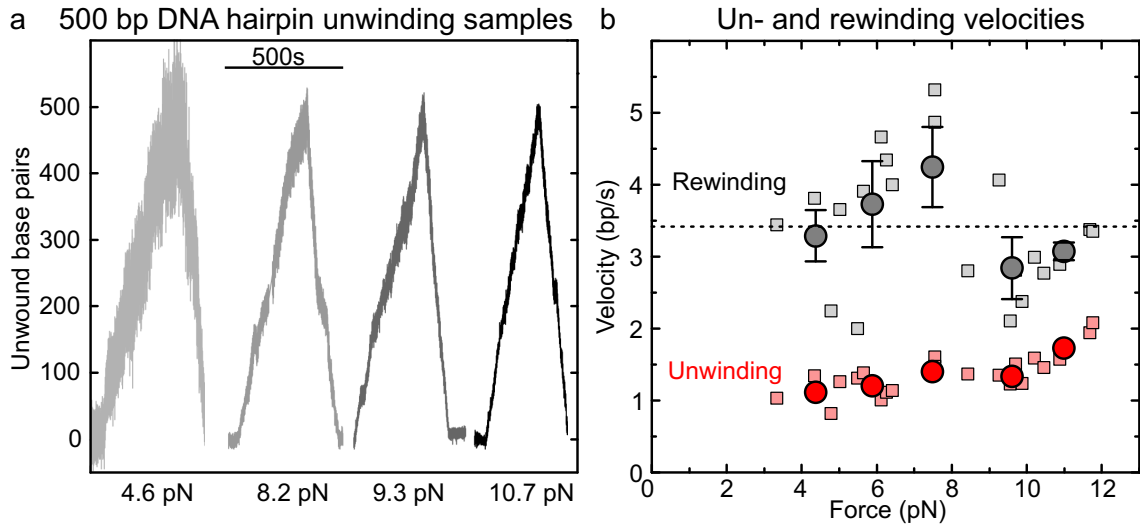 a 500 bp DNA hairpin unwinding samples
500s
Unwound base pairs
500
400
300
200
100
0
4.6 pN 8.2 pN 9.3 pN 10.7 pN
b Un- and rewinding velocities
Velocity (bp/s)
5
4
3
2
1
0
Rewinding
Unwinding
0 2 4 6 8 10 12
Force (pN)